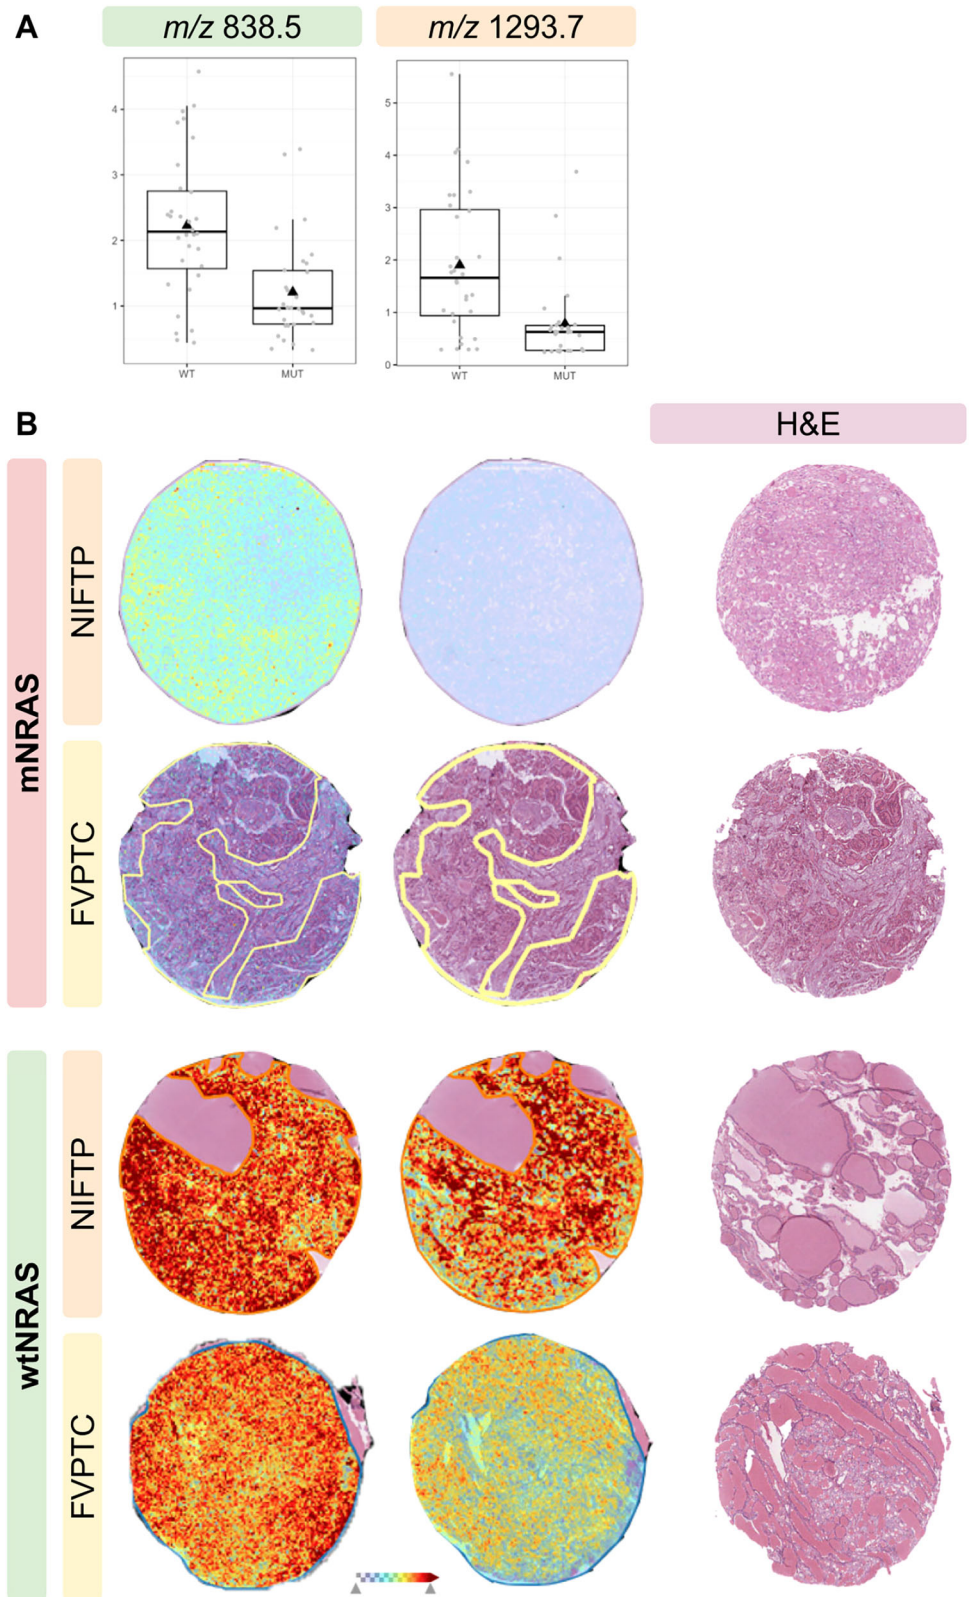 A
m/z 838.5
m/z 1293.7
4
3
2
1
WT
MUT
5
4
3
2
1
0
WT
MUT
B
H&E
mNRAS
NIFTP
FVPTC
wtNRAS
NIFTP
FVPTC